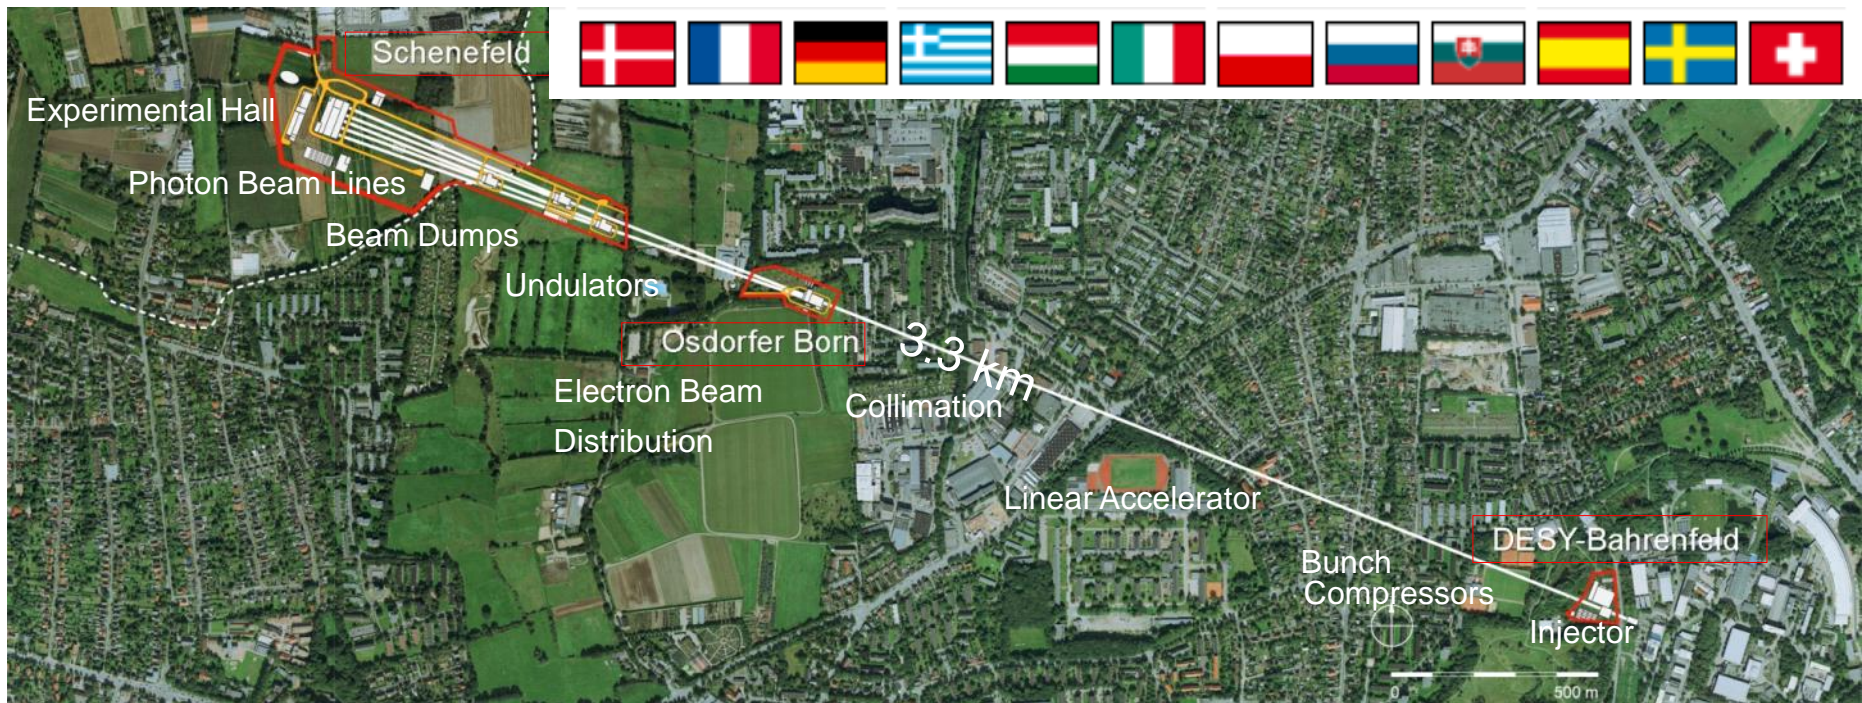 Schenefeld
Experimental Hall
Photon Beam Lines
Beam Dumps
Undulators
Osdorfer Born
3.3 km
Electron Beam
Distribution
Collimation
Linear Accelerator
DESY-Bahrenfeld
Bunch
Compressors
Injector
0
500 m